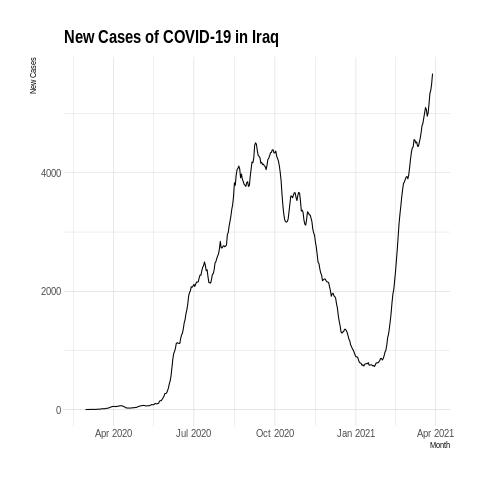 New Cases of COVID-19 in Iraq
New Cases
4000
2000
0
Apr 2020 Jul 2020 Oct 2020 Jan 2021 Apr 2021
Month